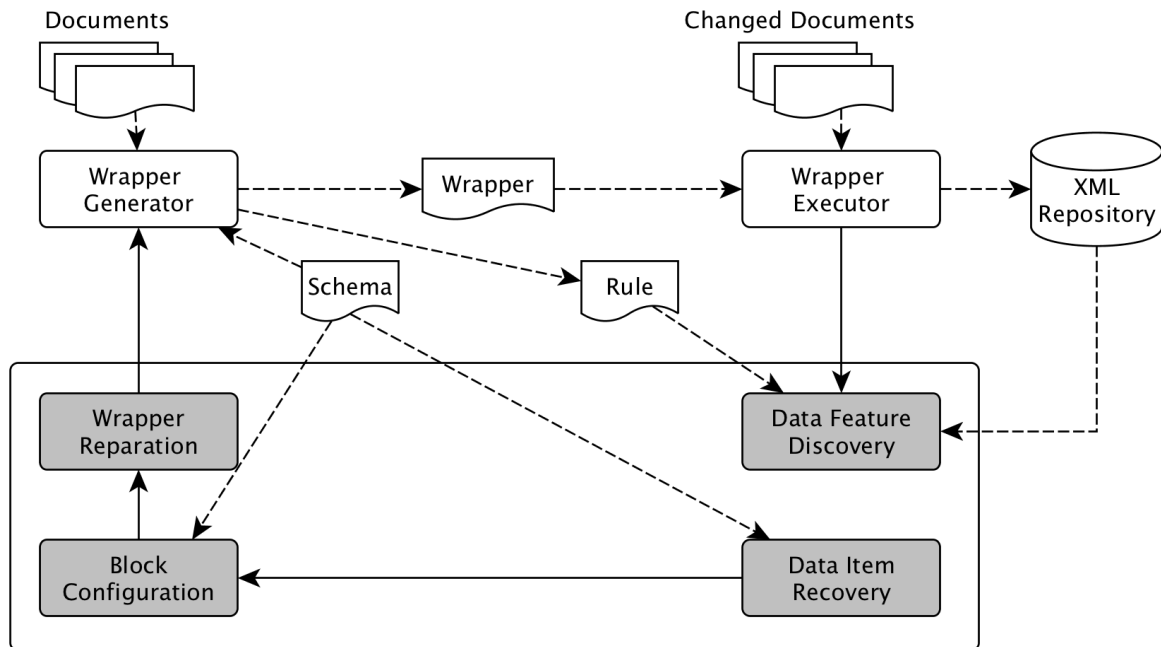 Documents
Changed Documents
Wrapper
Generator
Wrapper
Wrapper
Executor
XML
Repository
Schema
Rule
Wrapper
Reparation
Data Feature
Discovery
Block
Configuration
Data Item
Recovery